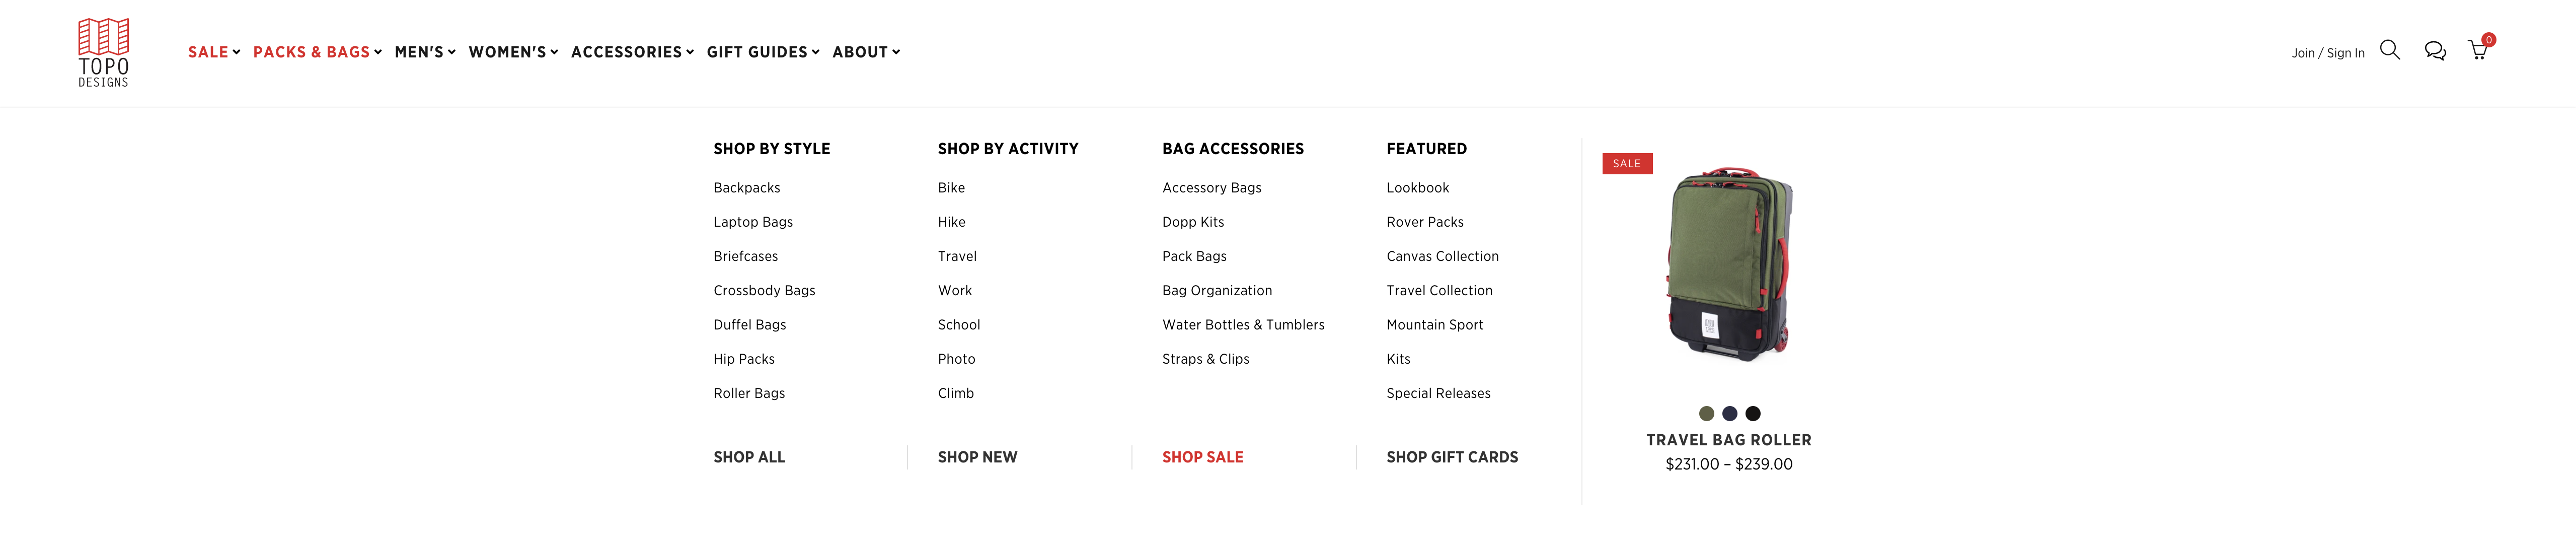 TOPO
DESIGNS
SALE
PACKS & BAGS
MEN'S
WOMEN'S
ACCESSORIES
GIFT GUIDES
ABOUT
Join / Sign In
0
SHOP BY STYLE
Backpacks
Laptop Bags
Briefcases
Crossbody Bags
Duffel Bags
Hip Packs
Roller Bags
SHOP ALL
SHOP BY ACTIVITY
Bike
Hike
Travel
Work
School
Photo
Climb
SHOP NEW
BAG ACCESSORIES
Accessory Bags
Dopp Kits
Pack Bags
Bag Organization
Water Bottles & Tumblers
Straps & Clips
SHOP SALE
FEATURED
Lookbook
Rover Packs
Canvas Collection
Travel Collection
Mountain Sport
Kits
Special Releases
SHOP GIFT CARDS
SALE
TRAVEL BAG ROLLER
$231.00 – $239.00